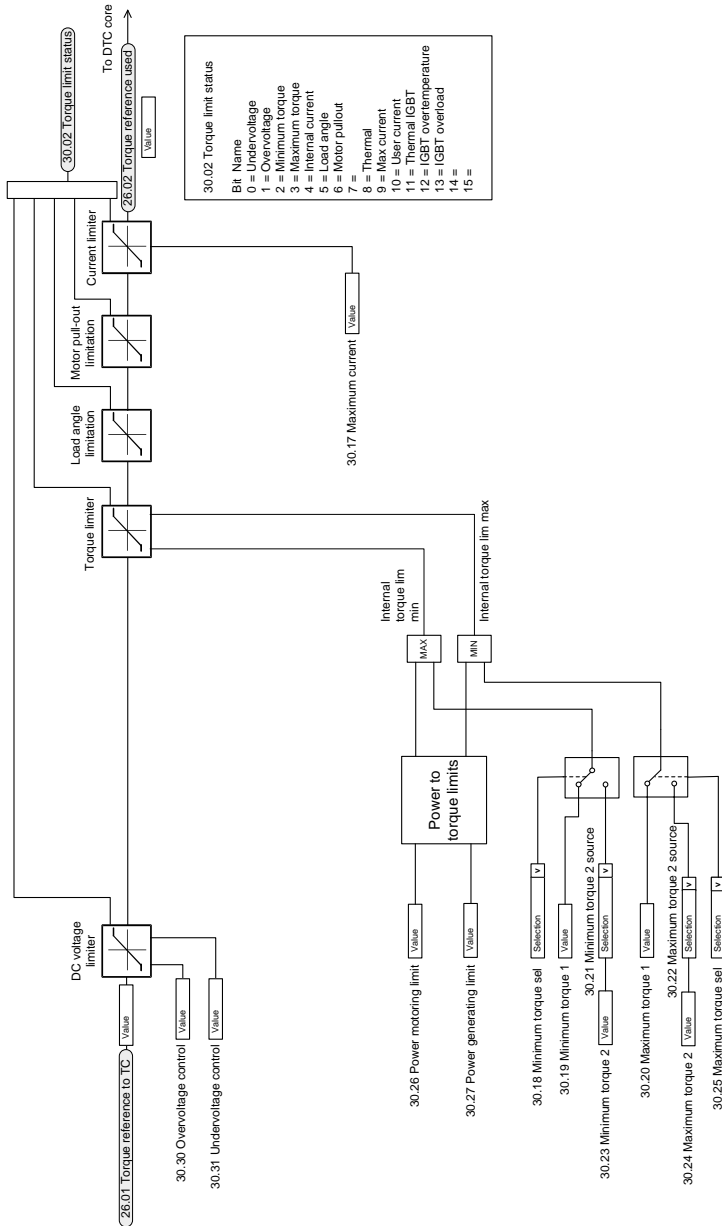 30.02 Torque limit status
To DTC core
26.01 Torque reference to TC
Value
DC voltage
limiter
30.30 Overvoltage control
Value
30.31 Undervoltage control
Value
Torque limiter
Load angle
limitation
Motor pull-out
limitation
Current limiter
26.02 Torque reference used
Value
30.17 Maximum current
Value
30.02 Torque limit status
Bit Name
0 = Undervoltage
1 = Overvoltage
2 = Minimum torque
3 = Maximum torque
4 = Internal current
5 = Load angle
6 = Motor pullout
7 =
8 = Thermal
9 = Max current
10 = User current
11 = Thermal IGBT
12 = IGBT overtemperature
13 = IGBT overload
14 =
15 =
30.26 Power motoring limit
Value
30.27 Power generating limit
Value
Power to
torque limits
MAX
Internal
torque lim
min
MIN
Internal torque lim max
30.18 Minimum torque sel
Selection
v
30.19 Minimum torque 1
Value
30.21 Minimum torque 2 source
Selection
v
30.23 Minimum torque 2
Value
30.20 Maximum torque 1
Value
30.22 Maximum torque 2 source
Selection
v
30.24 Maximum torque 2
Value
30.25 Maximum torque sel
Selection
v